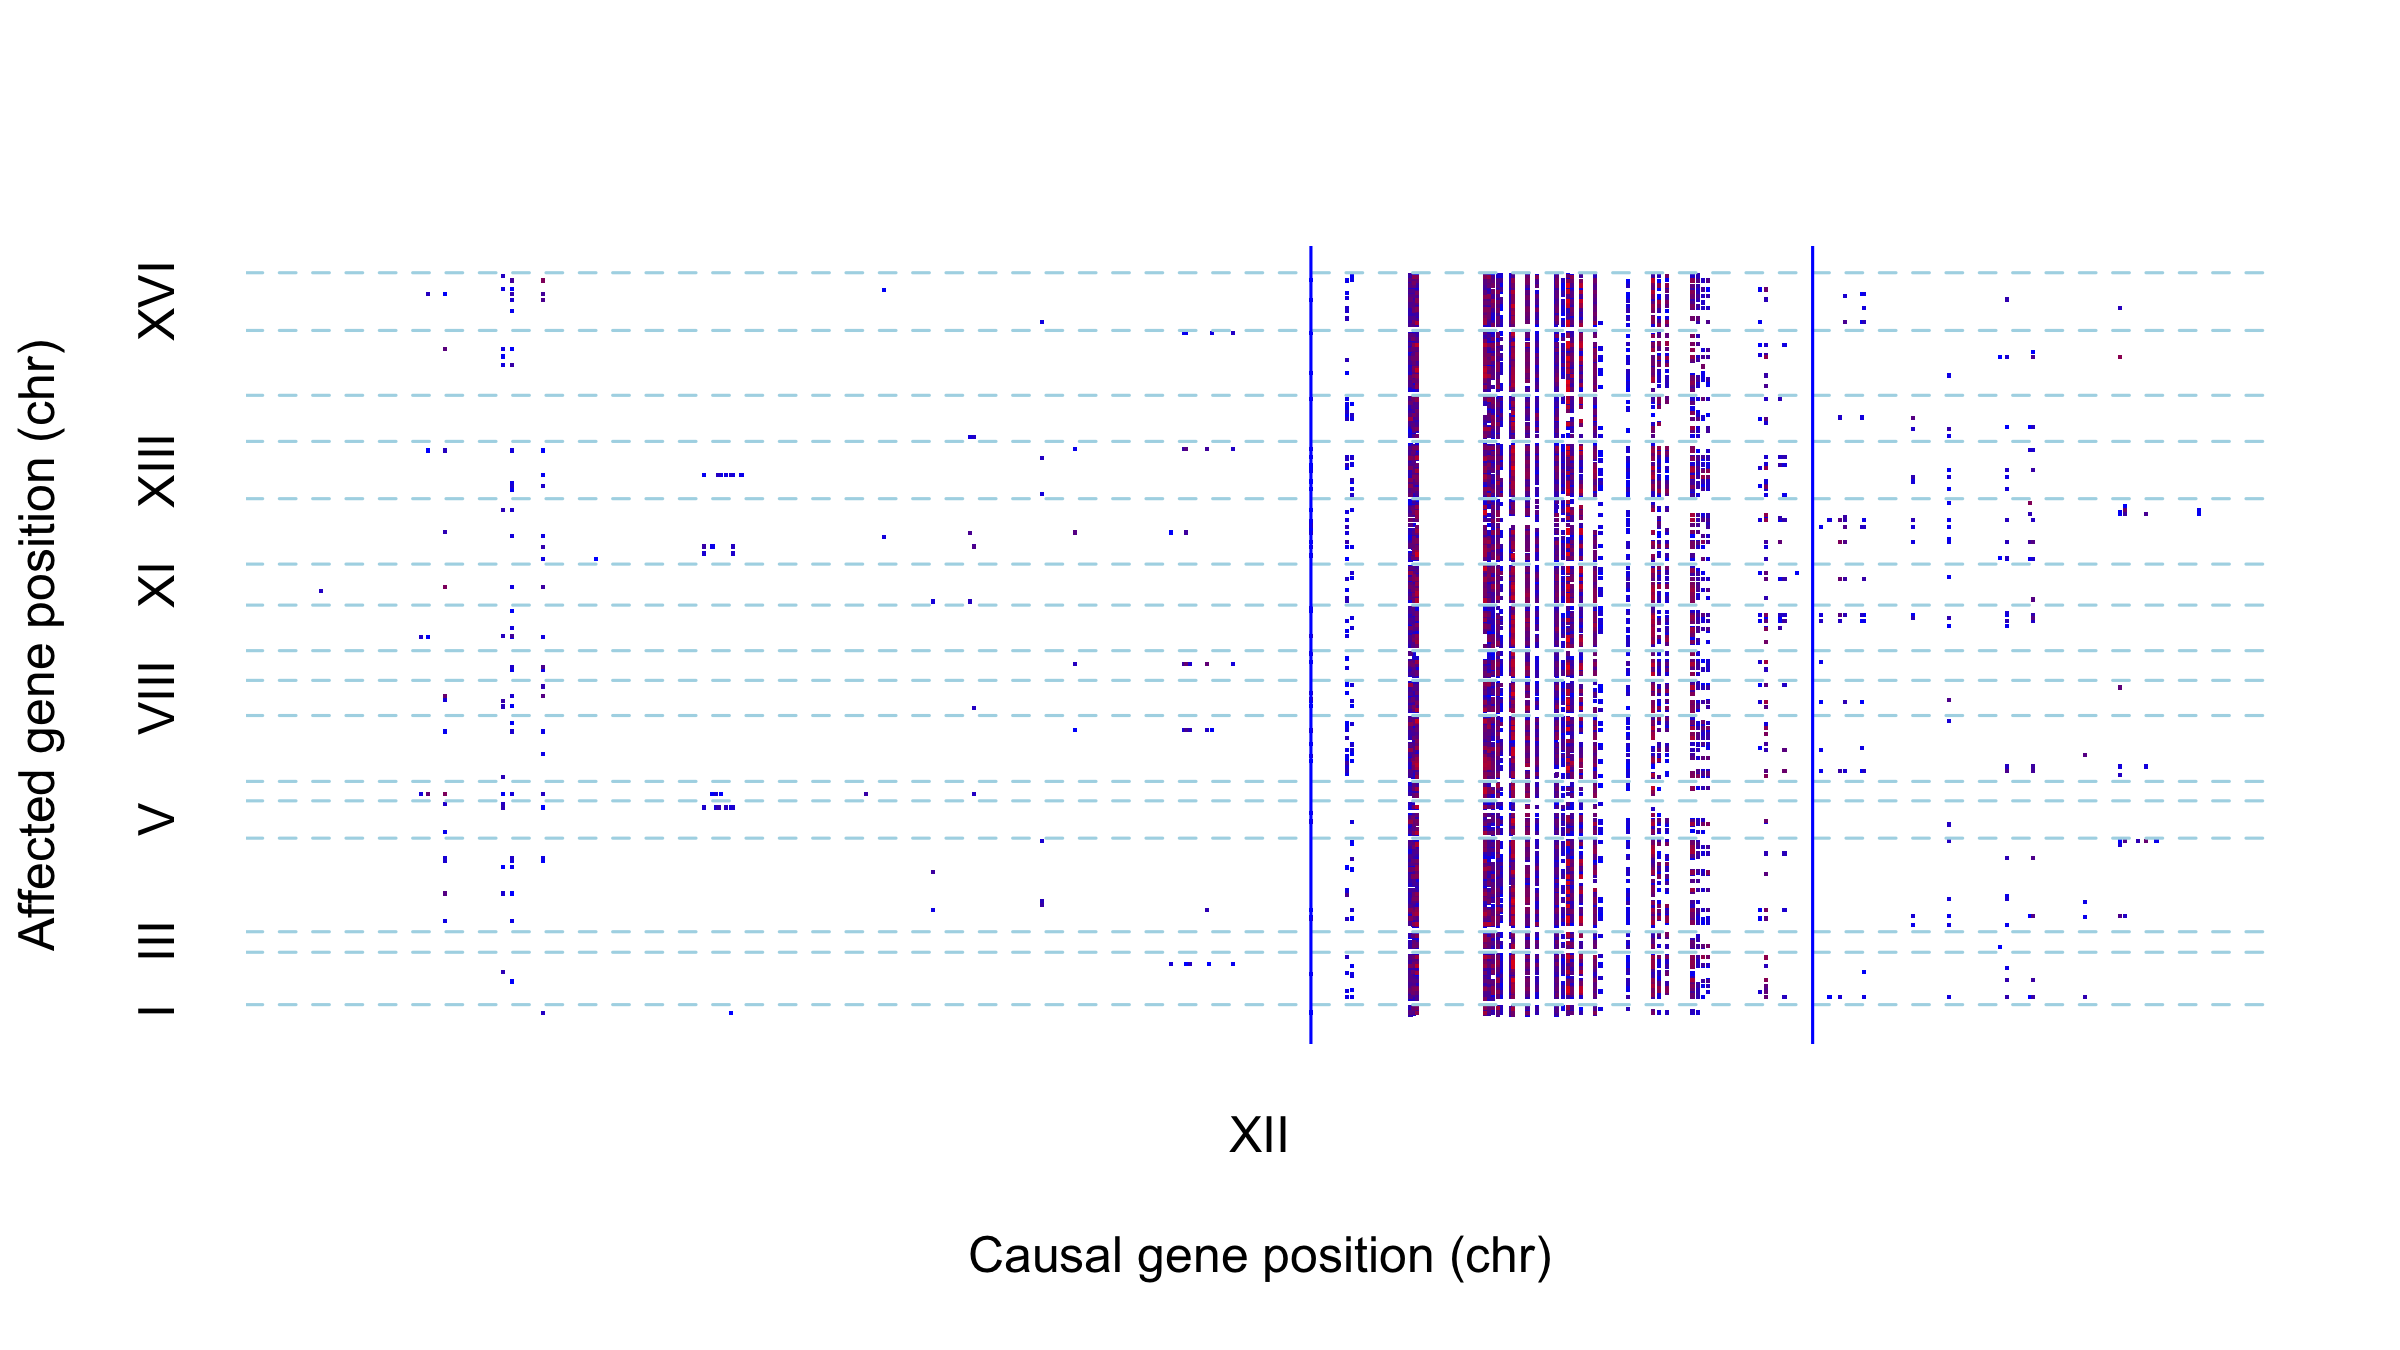 Affected gene position (chr)
XVI
XIII
XI
VIII
V
III
I
XII
Causal gene position (chr)